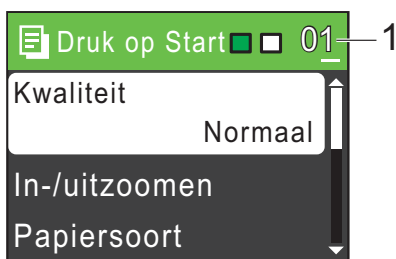 Druk op Start 01 1
Kwaliteit
Normaal
In-/uitzoomen
Papiersoort